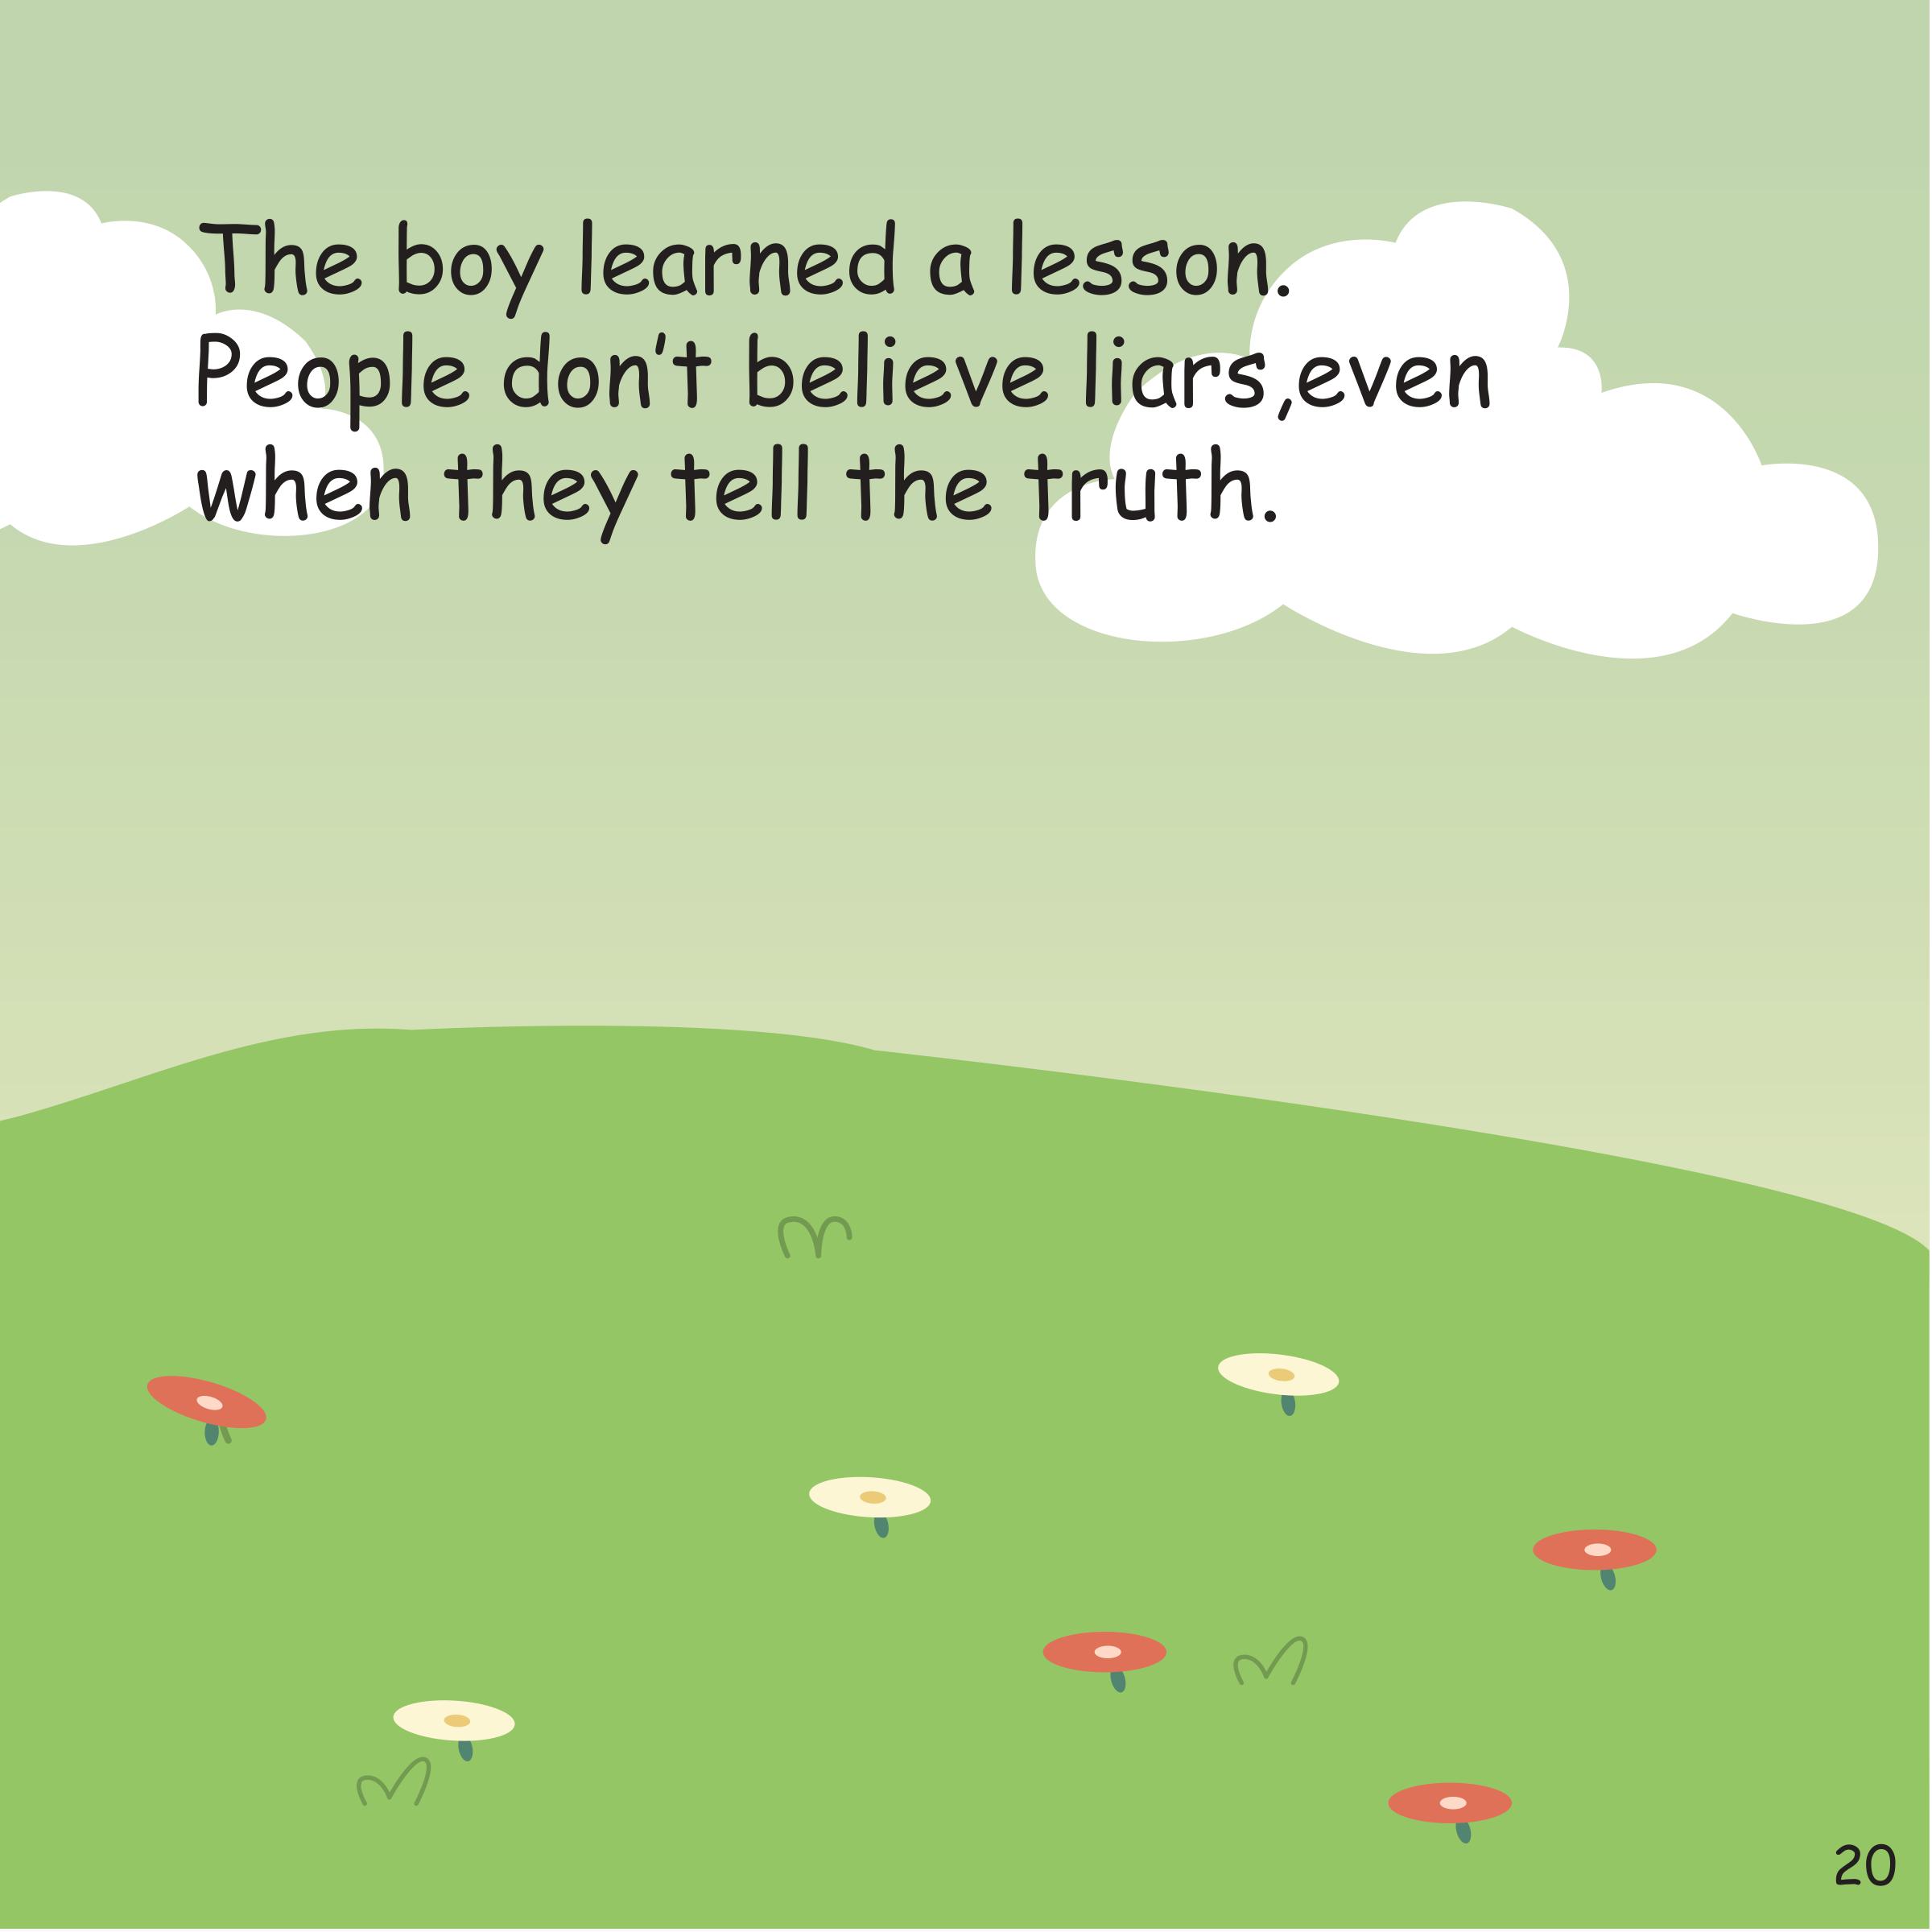 The boy learned a lesson.
People don't believe liars,even
when they tell the truth.
20